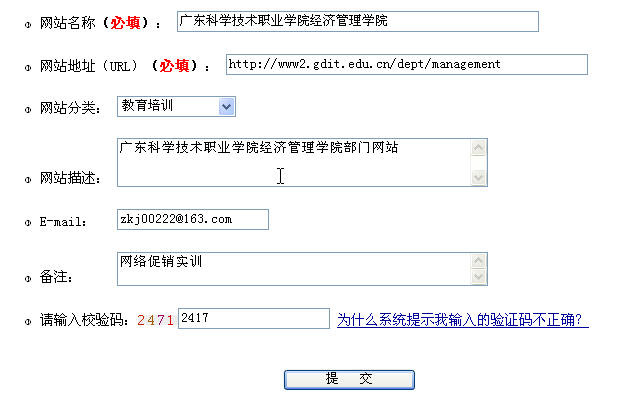 网站名称（必填）： 广东科学技术职业学院经济管理学院
网站地址（URL）（必填）： http://www2.gdit.edu.cn/dept/management
网站分类： 教育培训
广东科学技术职业学院经济管理学院部门网站
网站描述：
E-mail： zkj00222@163.com
网络促销实训
备注：
请输入校验码：2471 2417 为什么系统提示我输入的验证码不正确？
提 交